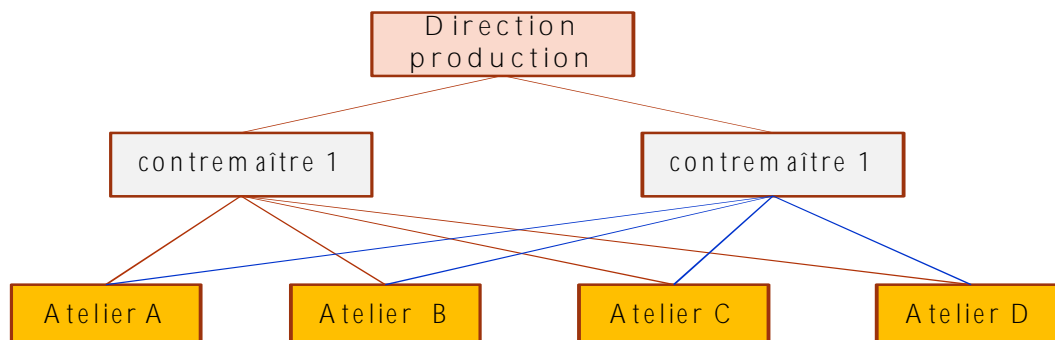 Direction
production
contremaître 1
contremaître 1
Atelier A
Atelier B
Atelier C
Atelier D